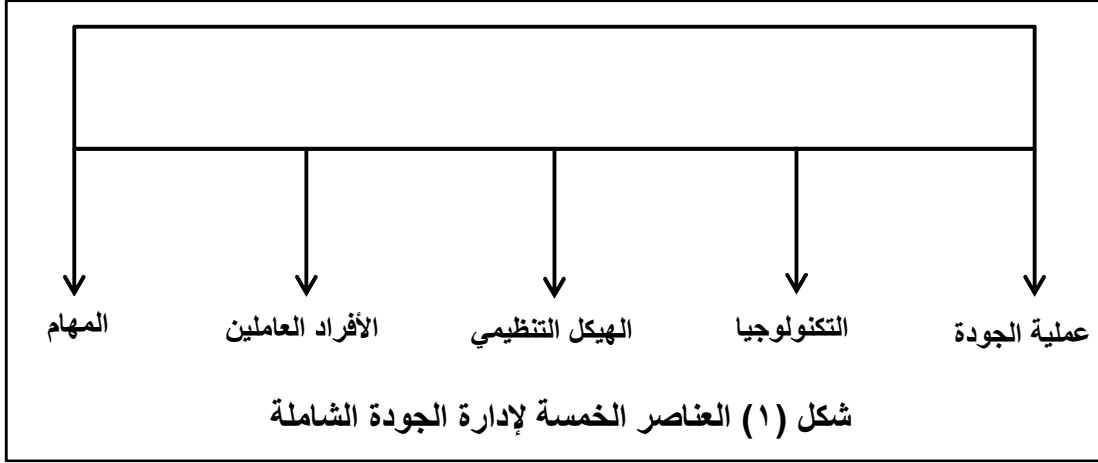 عملية الجودة
التكنولوجيا
الهيكل التنظيمي
الأفراد العاملين
المهام
شكل (١) العناصر الخمسة لإدارة الجودة الشاملة